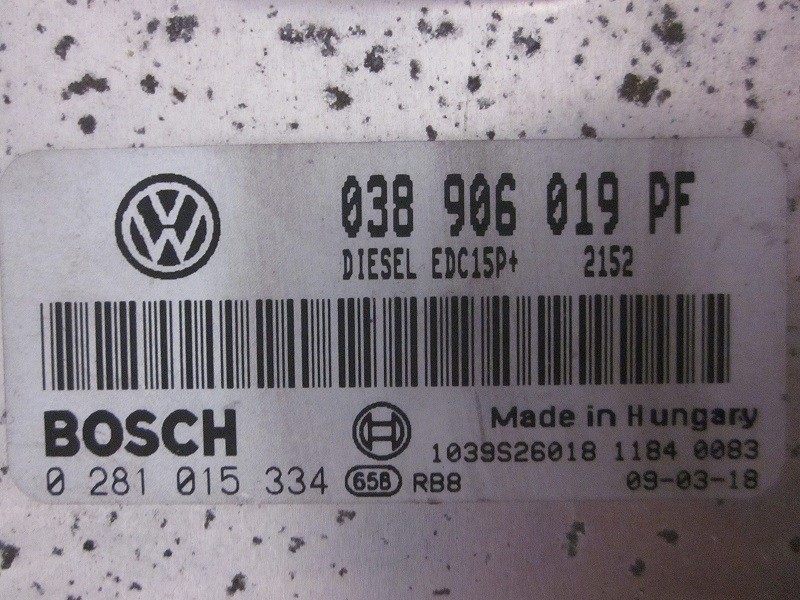 038 906 019 PF
DIESEL EDC15P+ 2152
BOSCH
Made in Hungary
1039S26018 1184 0083
0 281 015 334 65B RB8 09-03-18